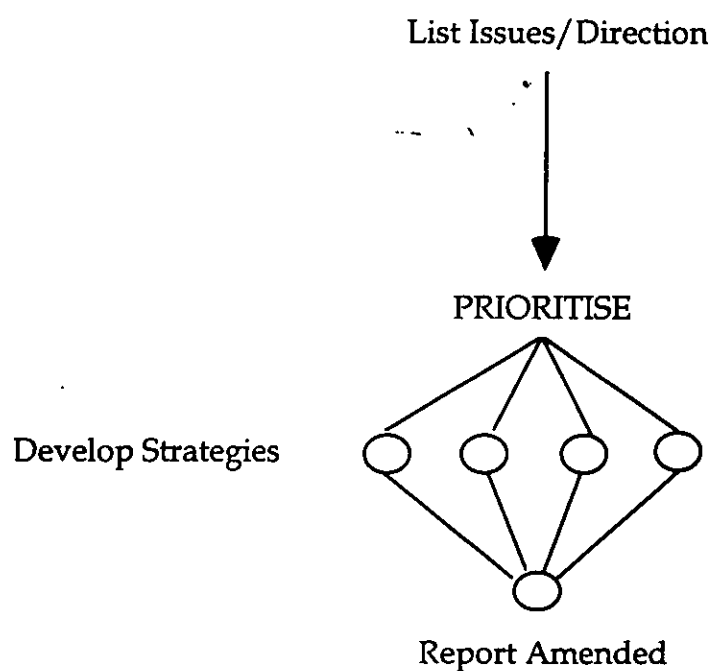 List Issues/Direction
PRIORITISE
Develop Strategies
Report Amended